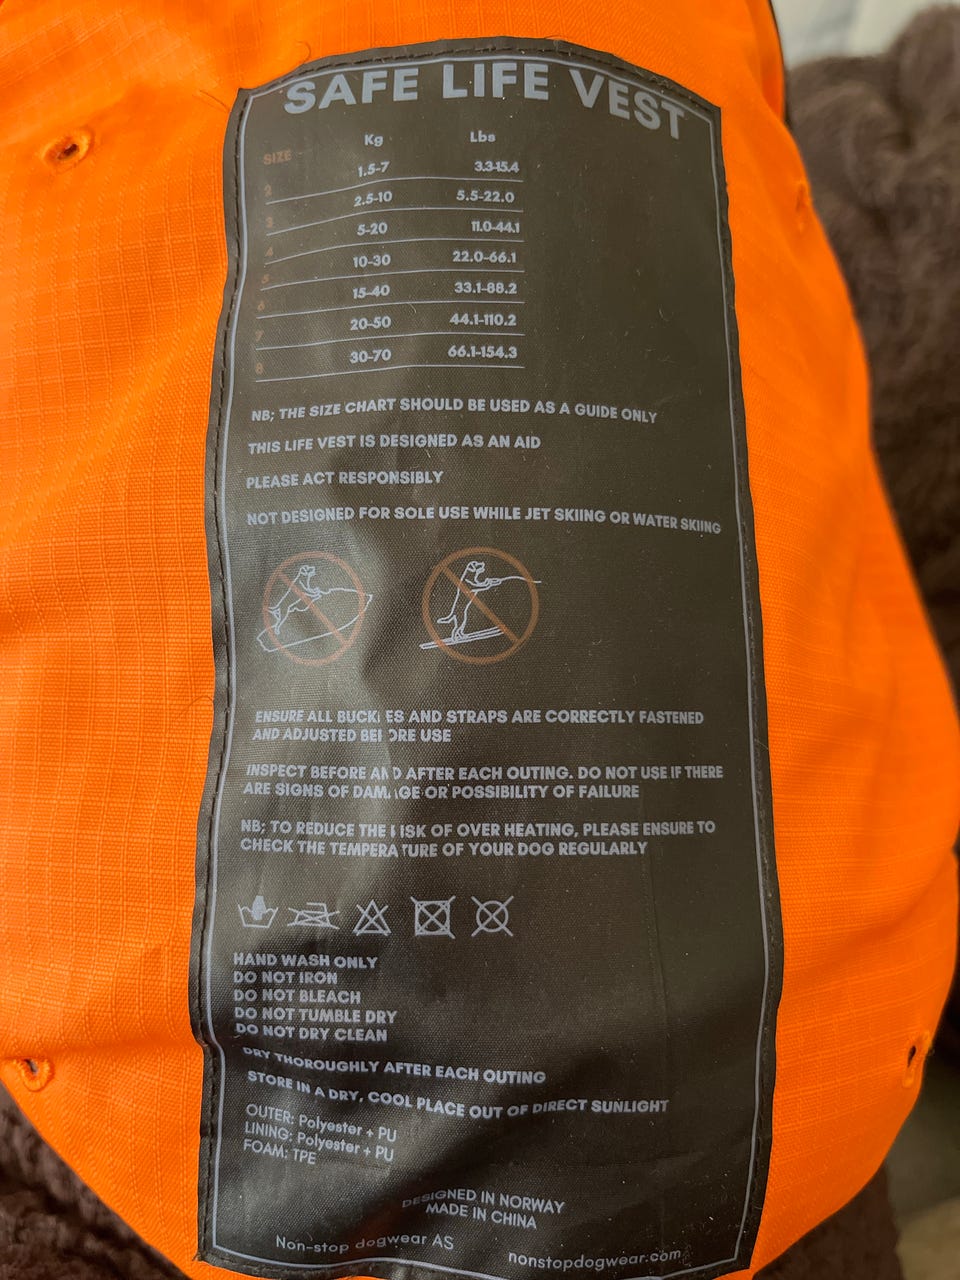 SAFE LIFE VEST
SIZE Kg Lbs
2 1.5-7 3.3-15.4
3 2.5-10 5.5-22.0
4 5-20 11.0-44.1
5 10-30 22.0-66.1
6 15-40 33.1-88.2
7 20-50 44.1-110.2
8 30-70 66.1-154.3
NB; THE SIZE CHART SHOULD BE USED AS A GUIDE ONLY
THIS LIFE VEST IS DESIGNED AS AN AID
PLEASE ACT RESPONSIBLY
NOT DESIGNED FOR SOLE USE WHILE JET SKIING OR WATER SKIING
ENSURE ALL BUCKLES AND STRAPS ARE CORRECTLY FASTENED
AND ADJUSTED BEFORE USE
INSPECT BEFORE AND AFTER EACH OUTING. DO NOT USE IF THERE
ARE SIGNS OF DAMAGE OR POSSIBILITY OF FAILURE
NB; TO REDUCE THE RISK OF OVER HEATING, PLEASE ENSURE TO
CHECK THE TEMPERATURE OF YOUR DOG REGULARLY
HAND WASH ONLY
DO NOT IRON
DO NOT BLEACH
DO NOT TUMBLE DRY
DO NOT DRY CLEAN
DRY THOROUGHLY AFTER EACH OUTING
STORE IN A DRY, COOL PLACE OUT OF DIRECT SUNLIGHT
OUTER: Polyester + PU
LINING: Polyester + PU
FOAM: TPE
DESIGNED IN NORWAY
MADE IN CHINA
Non-stop dogwear AS
nonstopdogwear.com